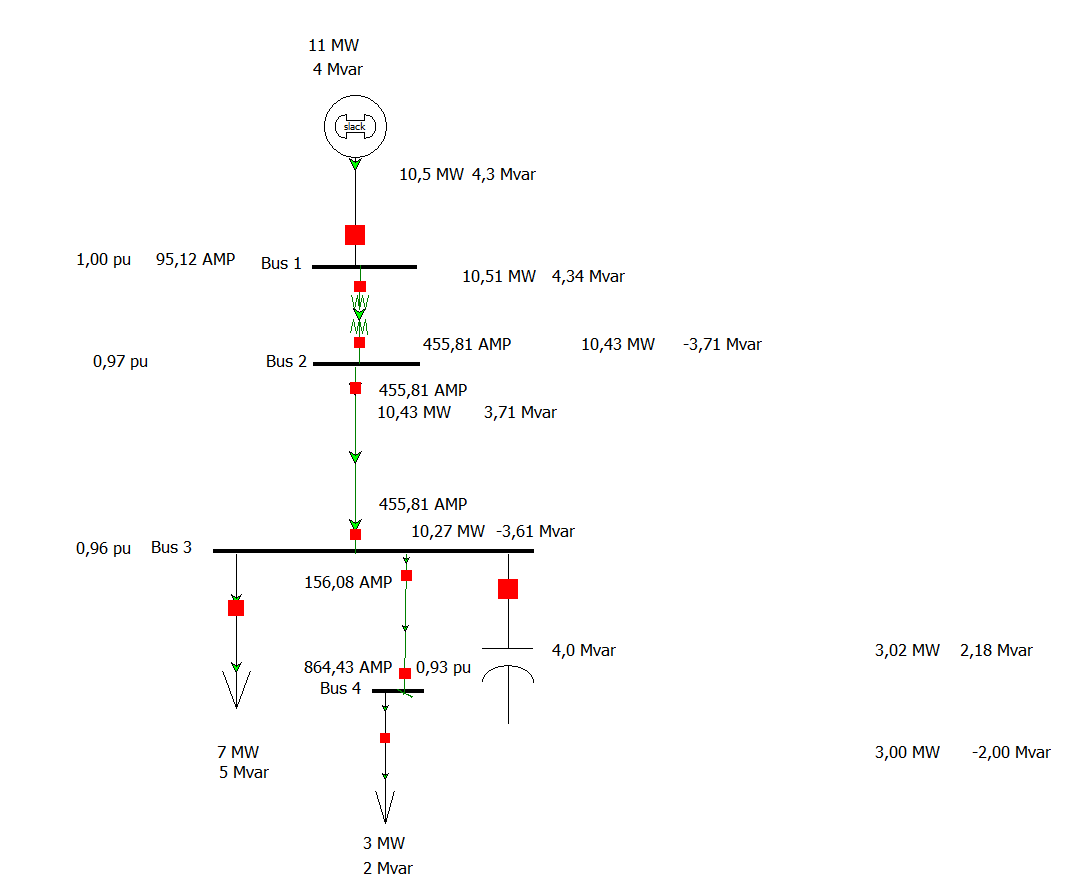 11 MW
4 Mvar
slack
10,5 MW 4,3 Mvar
1,00 pu 95,12 AMP Bus 1
10,51 MW 4,34 Mvar
455,81 AMP 10,43 MW -3,71 Mvar
0,97 pu Bus 2
455,81 AMP
10,43 MW 3,71 Mvar
455,81 AMP
10,27 MW -3,61 Mvar
0,96 pu Bus 3
156,08 AMP
4,0 Mvar 3,02 MW 2,18 Mvar
864,43 AMP 0,93 pu
Bus 4
7 MW 3,00 MW -2,00 Mvar
5 Mvar
3 MW
2 Mvar